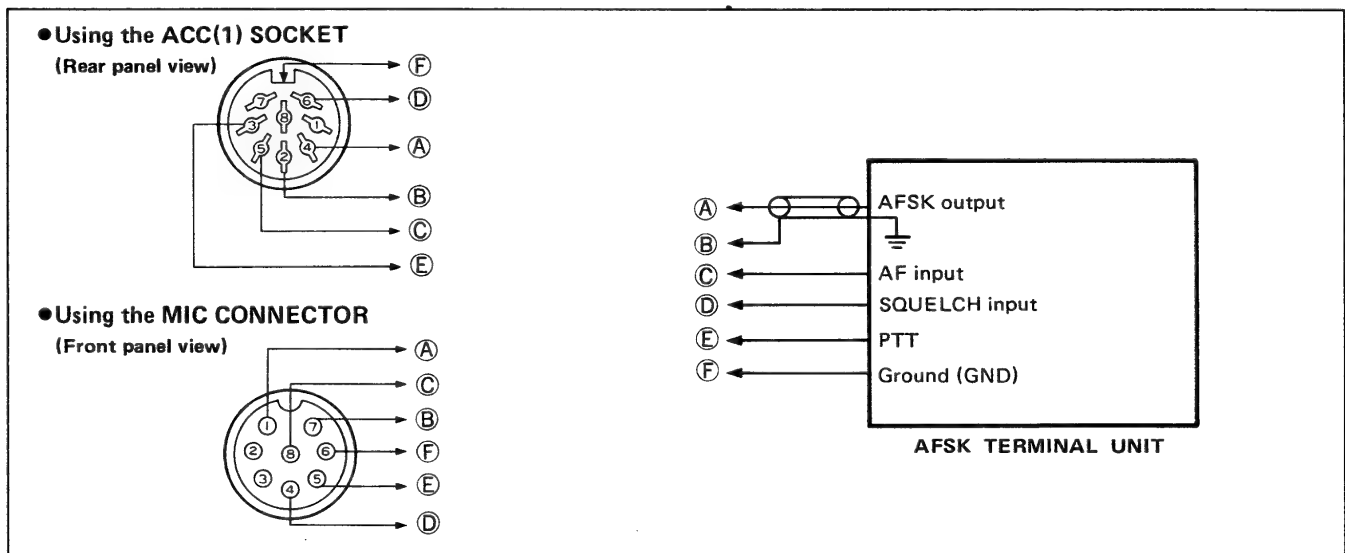 ●Using the ACC(1) SOCKET
(Rear panel view)
Ⓕ
⑦ ⑥ Ⓓ
⑧
③ ①
⑤ ② ④ Ⓐ
Ⓑ
Ⓒ
Ⓔ
●Using the MIC CONNECTOR
(Front panel view)
Ⓐ
Ⓒ
① ⑦ Ⓑ
② ⑧ ⑥ Ⓕ
③ ④ ⑤ Ⓔ
Ⓓ
Ⓐ AFSK output
Ⓑ
Ⓒ AF input
Ⓓ SQUELCH input
Ⓔ PTT
Ⓕ Ground (GND)
AFSK TERMINAL UNIT